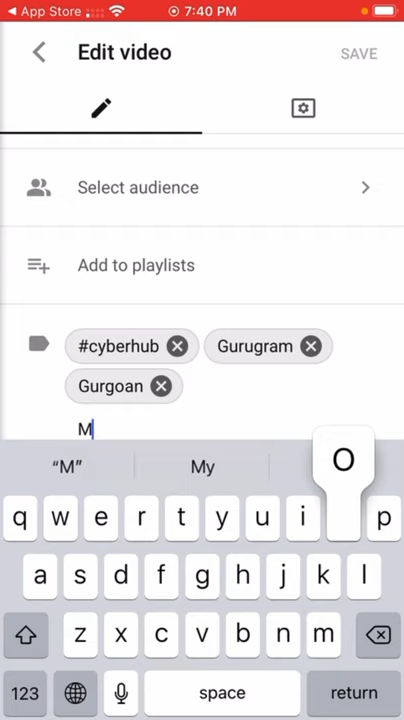 App Store 7:40 PM
Edit video SAVE
Select audience
Add to playlists
#cyberhub Gurugram
Gurgoan
M
“M” My
O
q w e r t y u i p
a s d f g h j k l
z x c v b n m
123 space return